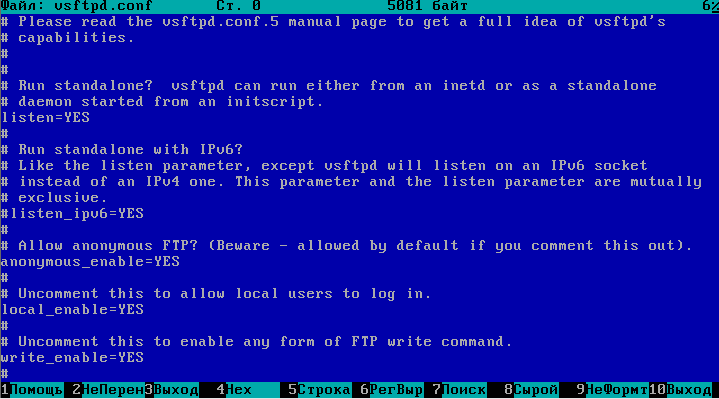 Файл: vsftpd.conf Ст. 0 5081 байт 6%
# Please read the vsftpd.conf.5 manual page to get a full idea of vsftpd's
# capabilities.
#
#
# Run standalone?  vsftpd can run either from an inetd or as a standalone
# daemon started from an initscript.
listen=YES
#
# Run standalone with IPv6?
# Like the listen parameter, except vsftpd will listen on an IPv6 socket
# instead of an IPv4 one. This parameter and the listen parameter are mutually
# exclusive.
#listen_ipv6=YES
#
# Allow anonymous FTP? (Beware - allowed by default if you comment this out).
anonymous_enable=YES
#
# Uncomment this to allow local users to log in.
local_enable=YES
#
# Uncomment this to enable any form of FTP write command.
write_enable=YES
#
1Помощь 2НеПерен3Выход 4Hex 5Строка 6РегВыр 7Поиск 8Сырой 9НеФормт10Выход